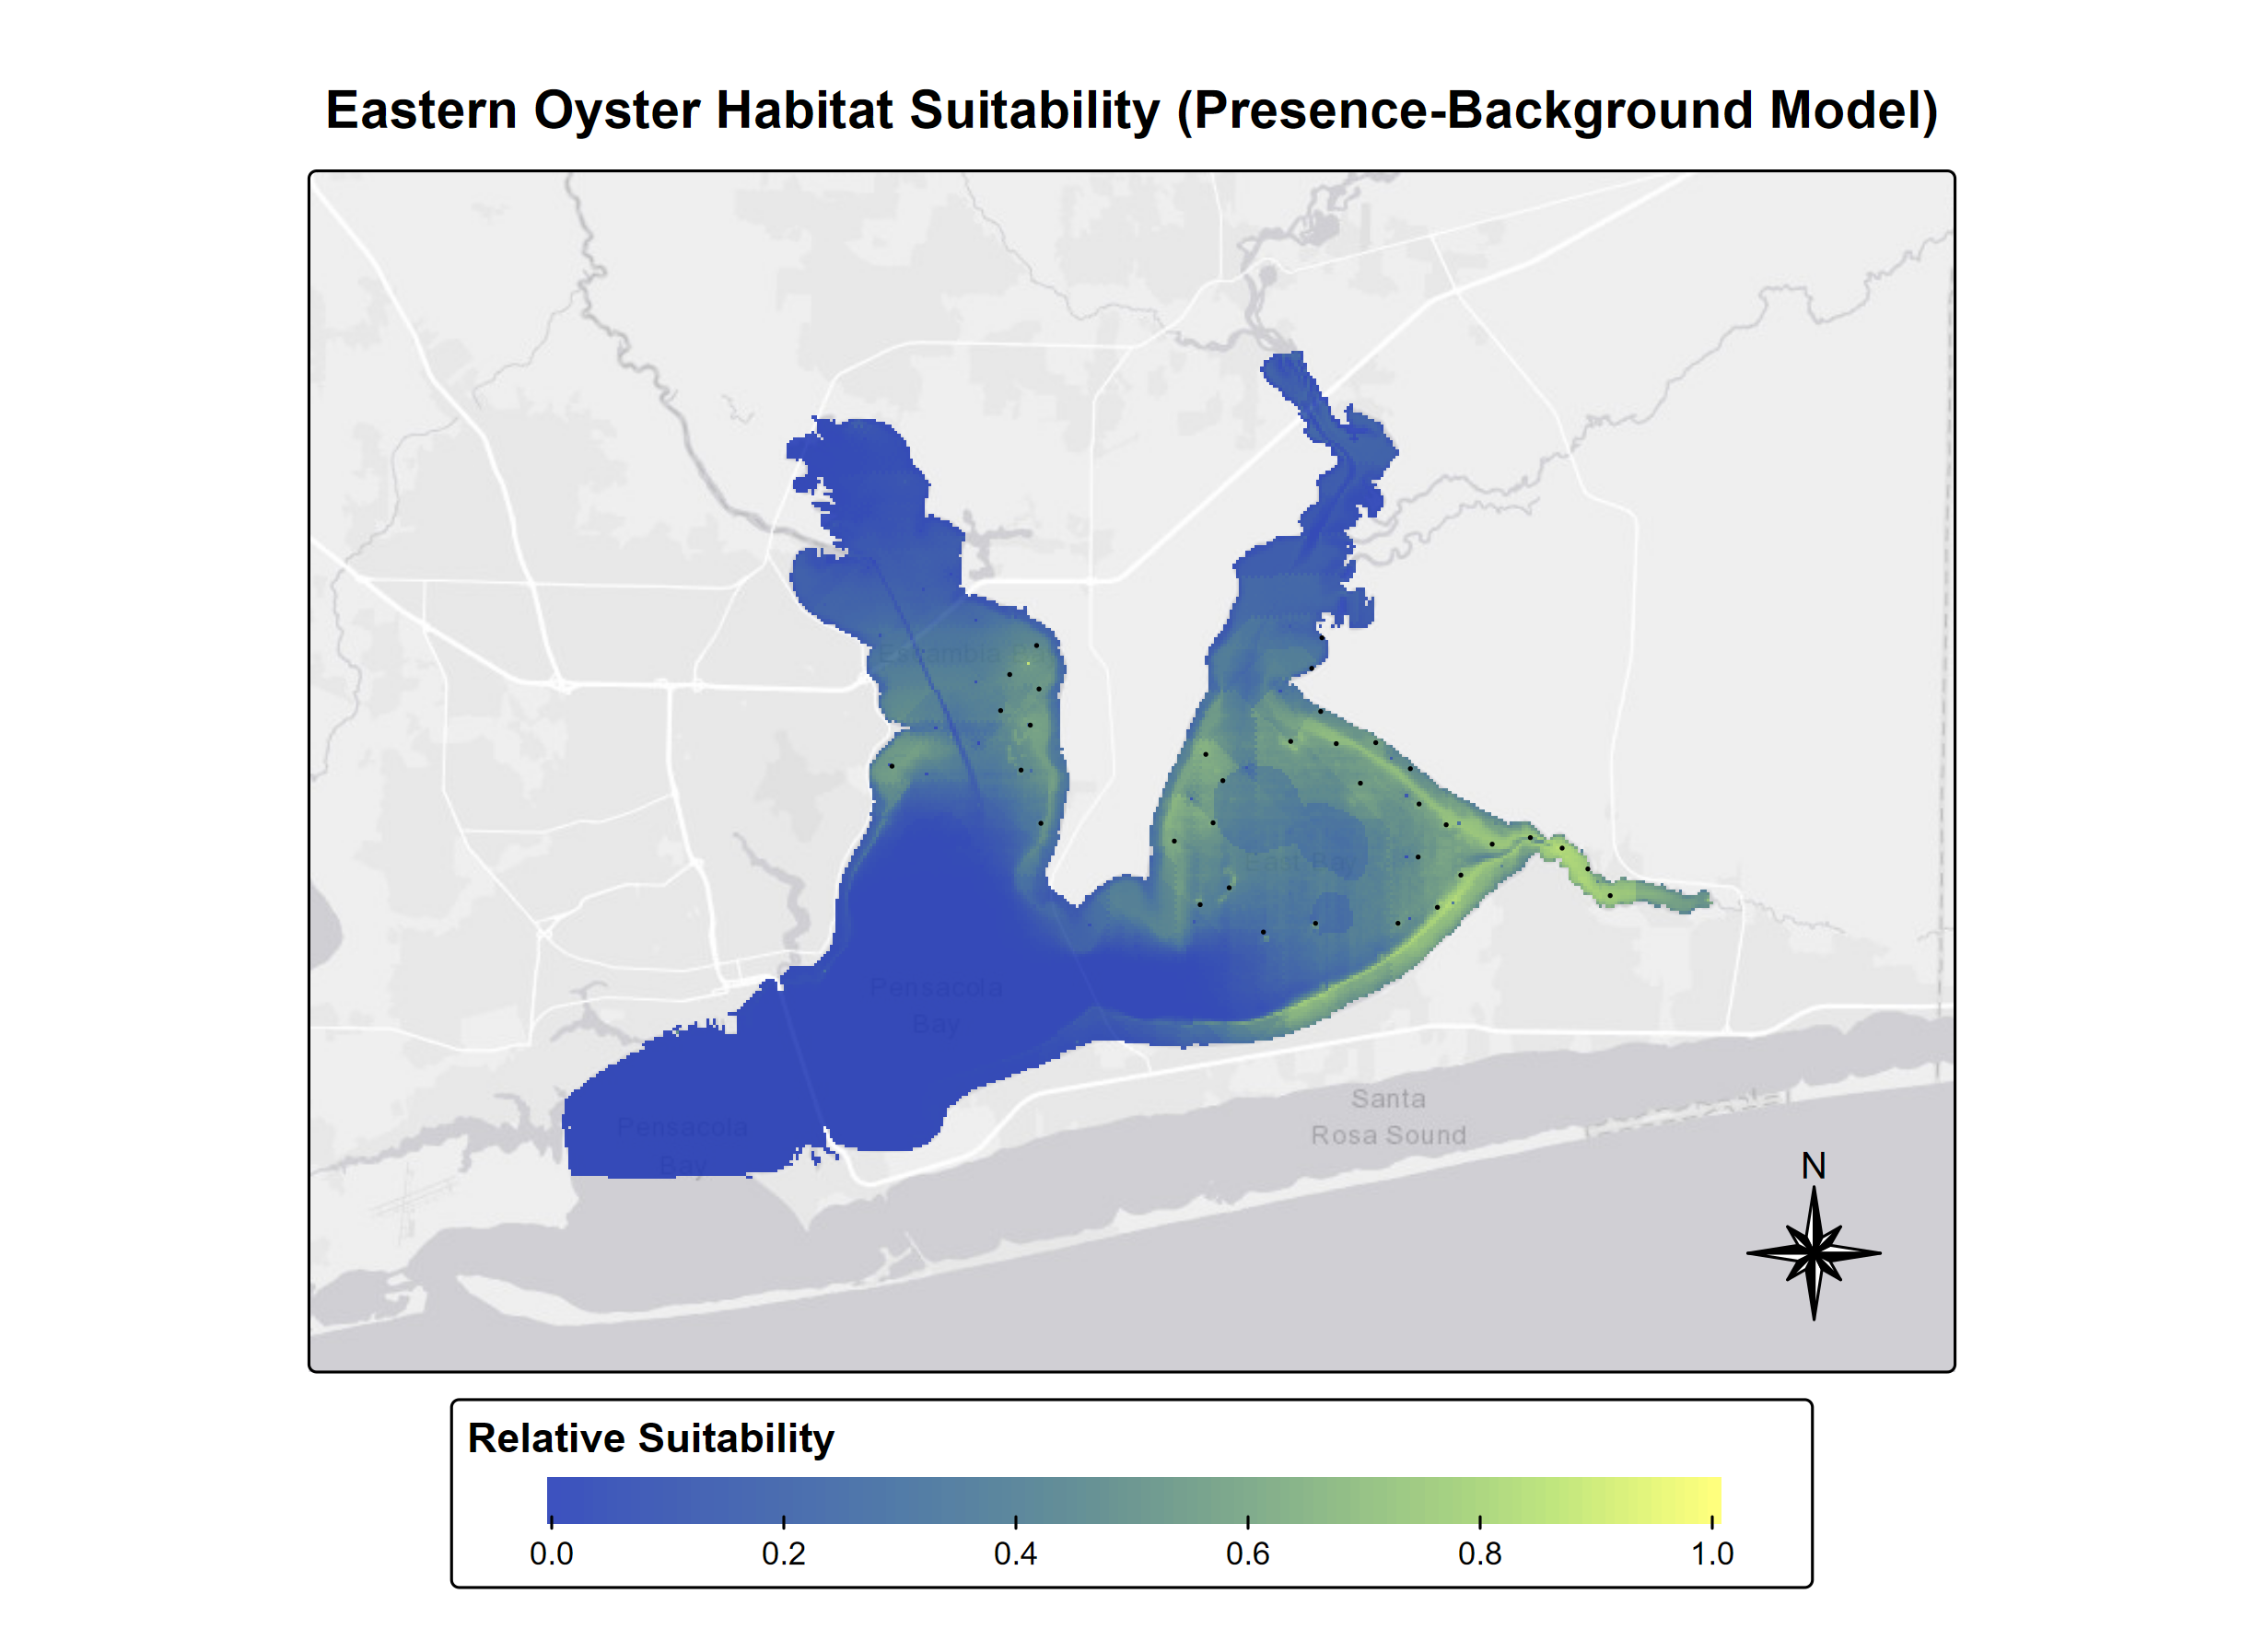 Eastern Oyster Habitat Suitability (Presence-Background Model)
Escambia Bay
East Bay
Pensacola
Bay
Pensacola
Bay
Santa
Rosa Sound
N
Relative Suitability
0.0 0.2 0.4 0.6 0.8 1.0